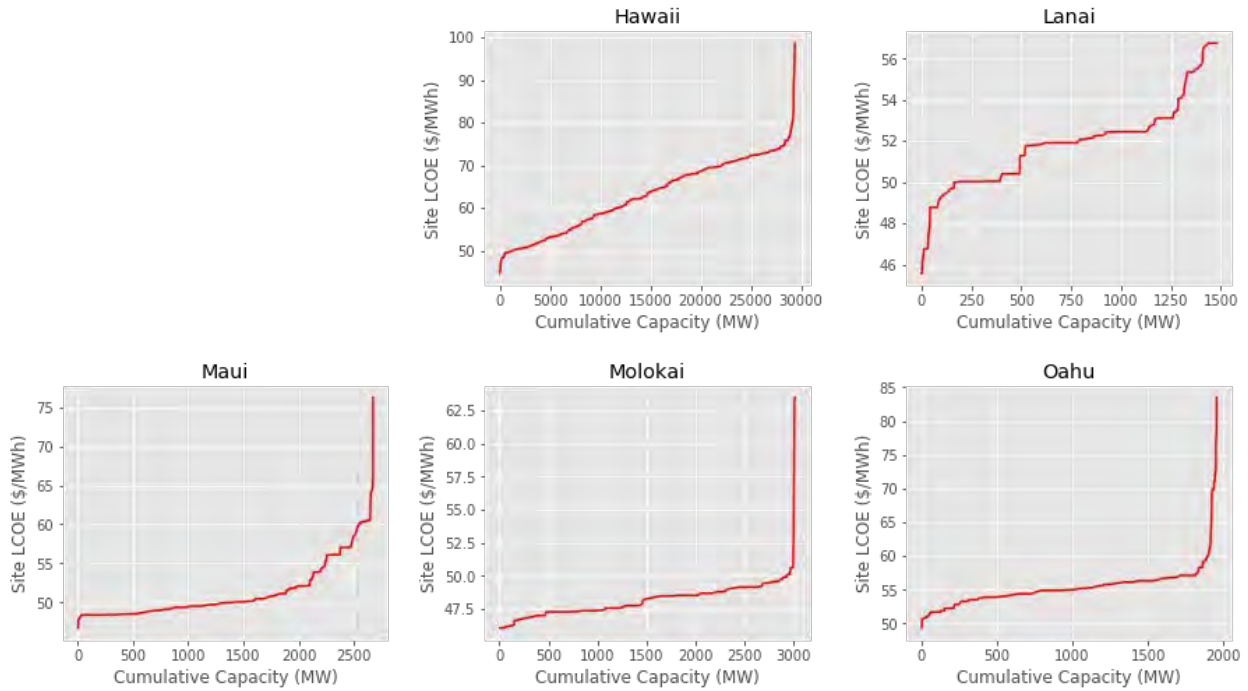 Hawaii
Site LCOE ($/MWh)
100
90
80
70
60
50
0 5000 10000 15000 20000 25000 30000
Cumulative Capacity (MW)
Lanai
Site LCOE ($/MWh)
56
54
52
50
48
46
0 250 500 750 1000 1250 1500
Cumulative Capacity (MW)
Maui
Site LCOE ($/MWh)
75
70
65
60
55
50
0 500 1000 1500 2000 2500
Cumulative Capacity (MW)
Molokai
Site LCOE ($/MWh)
62.5
60.0
57.5
55.0
52.5
50.0
47.5
0 500 1000 1500 2000 2500 3000
Cumulative Capacity (MW)
Oahu
Site LCOE ($/MWh)
85
80
75
70
65
60
55
50
0 500 1000 1500 2000
Cumulative Capacity (MW)